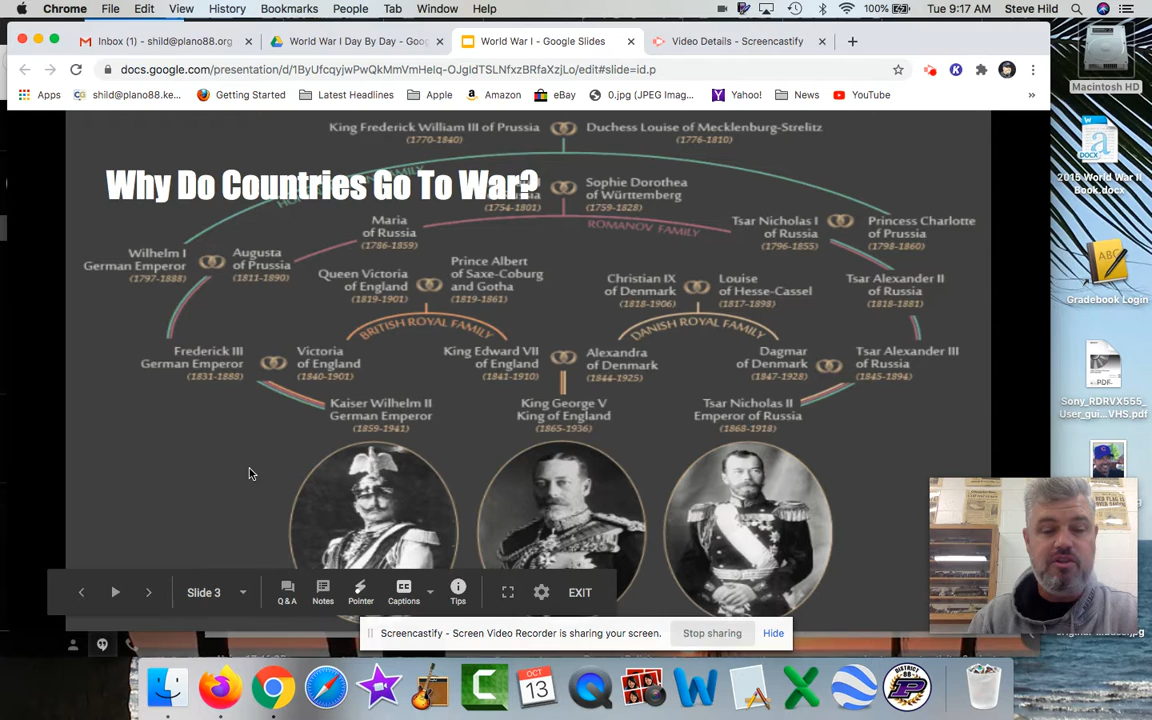 Chrome File Edit View History Bookmarks People Tab Window Help 100% Tue 9:17 AM Steve Hild
Inbox (1) - shild@plano88.org World War I Day By Day - Goo World War I - Google Slides Video Details - Screencastify
docs.google.com/presentation/d/1ByUfcqyjwPwQkMmVmHelq-OJgIdTSLNfxzBRfaXzjLo/edit#slide=id.p
Apps shild@plano88.ke... Getting Started Latest Headlines Apple Amazon eBay 0.jpg (JPEG Imag... Yahoo! News YouTube »
Macintosh HD
King Frederick William III of Prussia
(1770-1840)
Duchess Louise of Mecklenburg-Strelitz
(1776-1810)
Why Do Countries Go To War?
(1754-1801)
Sophie Dorothea
of Württemberg
(1759-1828)
ROMANOV FAMILY
Maria
of Russia
(1786-1859)
Tsar Nicholas I
of Russia
(1796-1855)
Princess Charlotte
of Prussia
(1798-1860)
Wilhelm I
German Emperor
(1797-1888)
Augusta
of Prussia
(1811-1890)
Queen Victoria
of England
(1819-1901)
Prince Albert
of Saxe-Coburg
and Gotha
(1819-1861)
Christian IX
of Denmark
(1818-1906)
Louise
of Hesse-Cassel
(1817-1898)
Tsar Alexander II
of Russia
(1818-1881)
BRITISH ROYAL FAMILY
DANISH ROYAL FAMILY
Frederick III
German Emperor
(1831-1888)
Victoria
of England
(1840-1901)
King Edward VII
of England
(1841-1910)
Alexandra
of Denmark
(1844-1925)
Dagmar
of Denmark
(1847-1928)
Tsar Alexander III
of Russia
(1845-1894)
Kaiser Wilhelm II
German Emperor
(1859-1941)
King George V
King of England
(1865-1936)
Tsar Nicholas II
Emperor of Russia
(1868-1918)
Slide 3
Q & A
Notes
Pointer
Captions
Tips
EXIT
Screencastify - Screen Video Recorder is sharing your screen.
Stop sharing
Hide
DOCX
2015 World War II
Book.docx
ABC
Gradebook Login
PDF
Sony_RDRVX555_
User_gui...VHS.pdf
OCT
13
DISTRICT
88
P